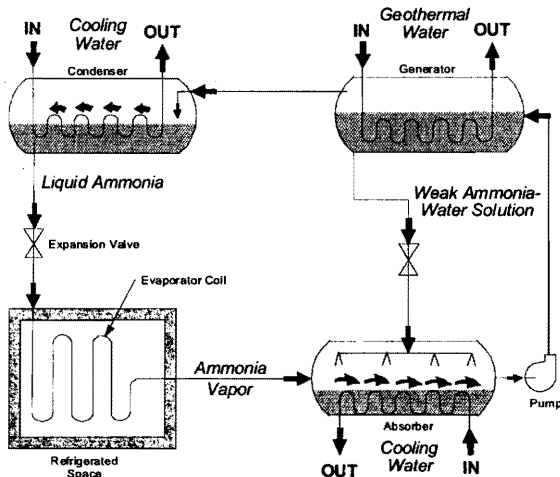 IN
Cooling
Water
OUT
Condenser
IN
Geothermal
Water
OUT
Generator
Liquid Ammonia
Weak Ammonia-
Water Solution
Expansion Valve
Evaporator Coil
Ammonia
Vapor
Pump
Absorber
Refrigerated
Space
OUT
Cooling
Water
IN